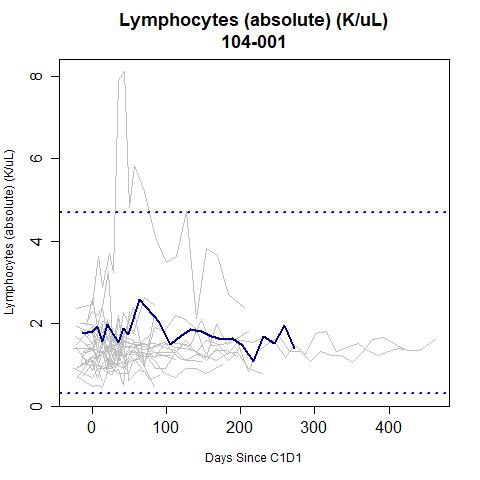 Lymphocytes (absolute) (K/uL)
104-001
Lymphocytes (absolute) (K/uL)
8
6
4
2
0
0 100 200 300 400
Days Since C1D1